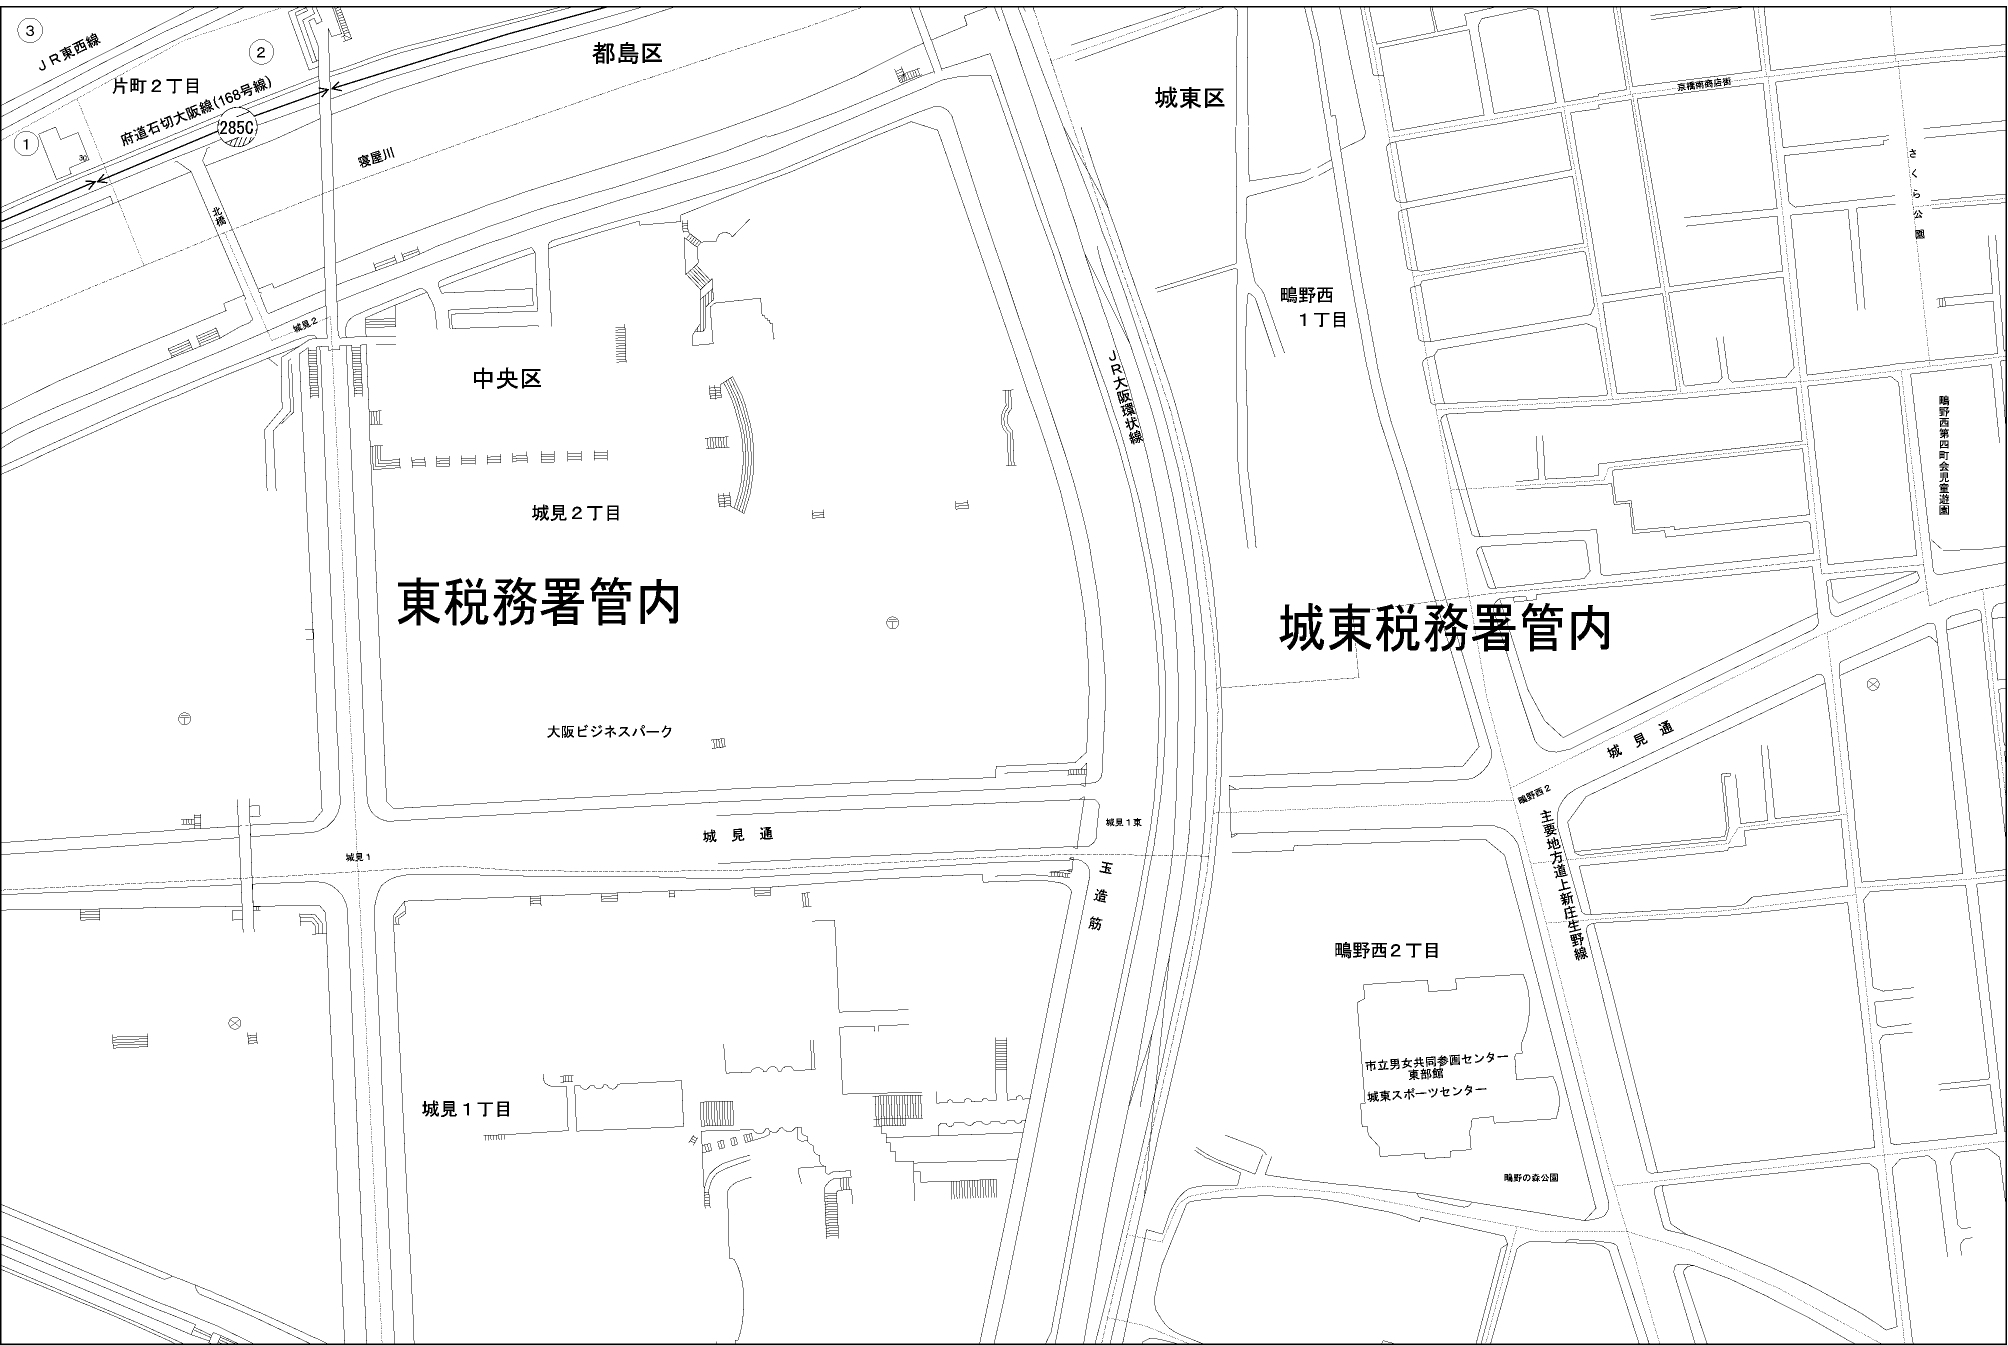 ③
ＪＲ東西線
②
都島区
片町２丁目
城東区
京橋南商店街
府道石切大阪線(168号線)
285C
①
30
寝屋川
さくら公園
北橋
鴫野西
１丁目
城見２
中央区
ＪＲ大阪環状線
鴫野西第四町会児童遊園
城見２丁目
東税務署管内
城東税務署管内
大阪ビジネスパーク
城見通
鴫野西２
城見通
城見１東
城見１
主要地方道上新庄生野線
玉造筋
鴫野西２丁目
市立男女共同参画センター
東部館
城東スポーツセンター
城見１丁目
鴫野の森公園